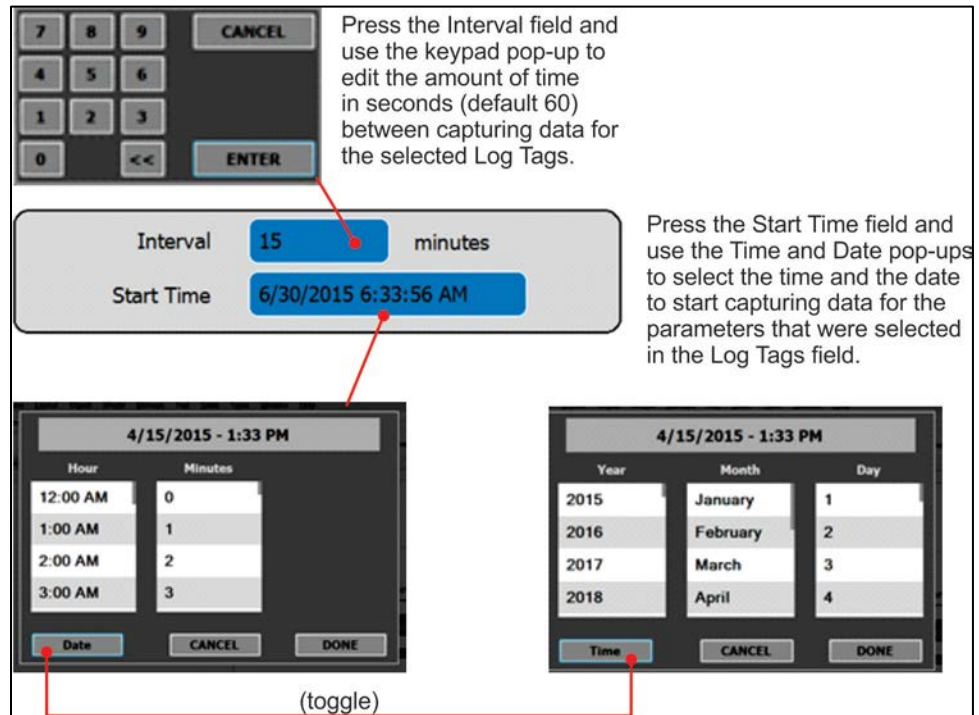 7 8 9 CANCEL
4 5 6
1 2 3
0 << ENTER
Press the Interval field and
use the keypad pop-up to
edit the amount of time
in seconds (default 60)
between capturing data for
the selected Log Tags.
Interval 15 minutes
Start Time 6/30/2015 6:33:56 AM
Press the Start Time field and
use the Time and Date pop-ups
to select the time and the date
to start capturing data for the
parameters that were selected
in the Log Tags field.
4/15/2015 - 1:33 PM
Hour Minutes
12:00 AM 0
1:00 AM 1
2:00 AM 2
3:00 AM 3
Date CANCEL DONE
4/15/2015 - 1:33 PM
Year Month Day
2015 January 1
2016 February 2
2017 March 3
2018 April 4
Time CANCEL DONE
(toggle)